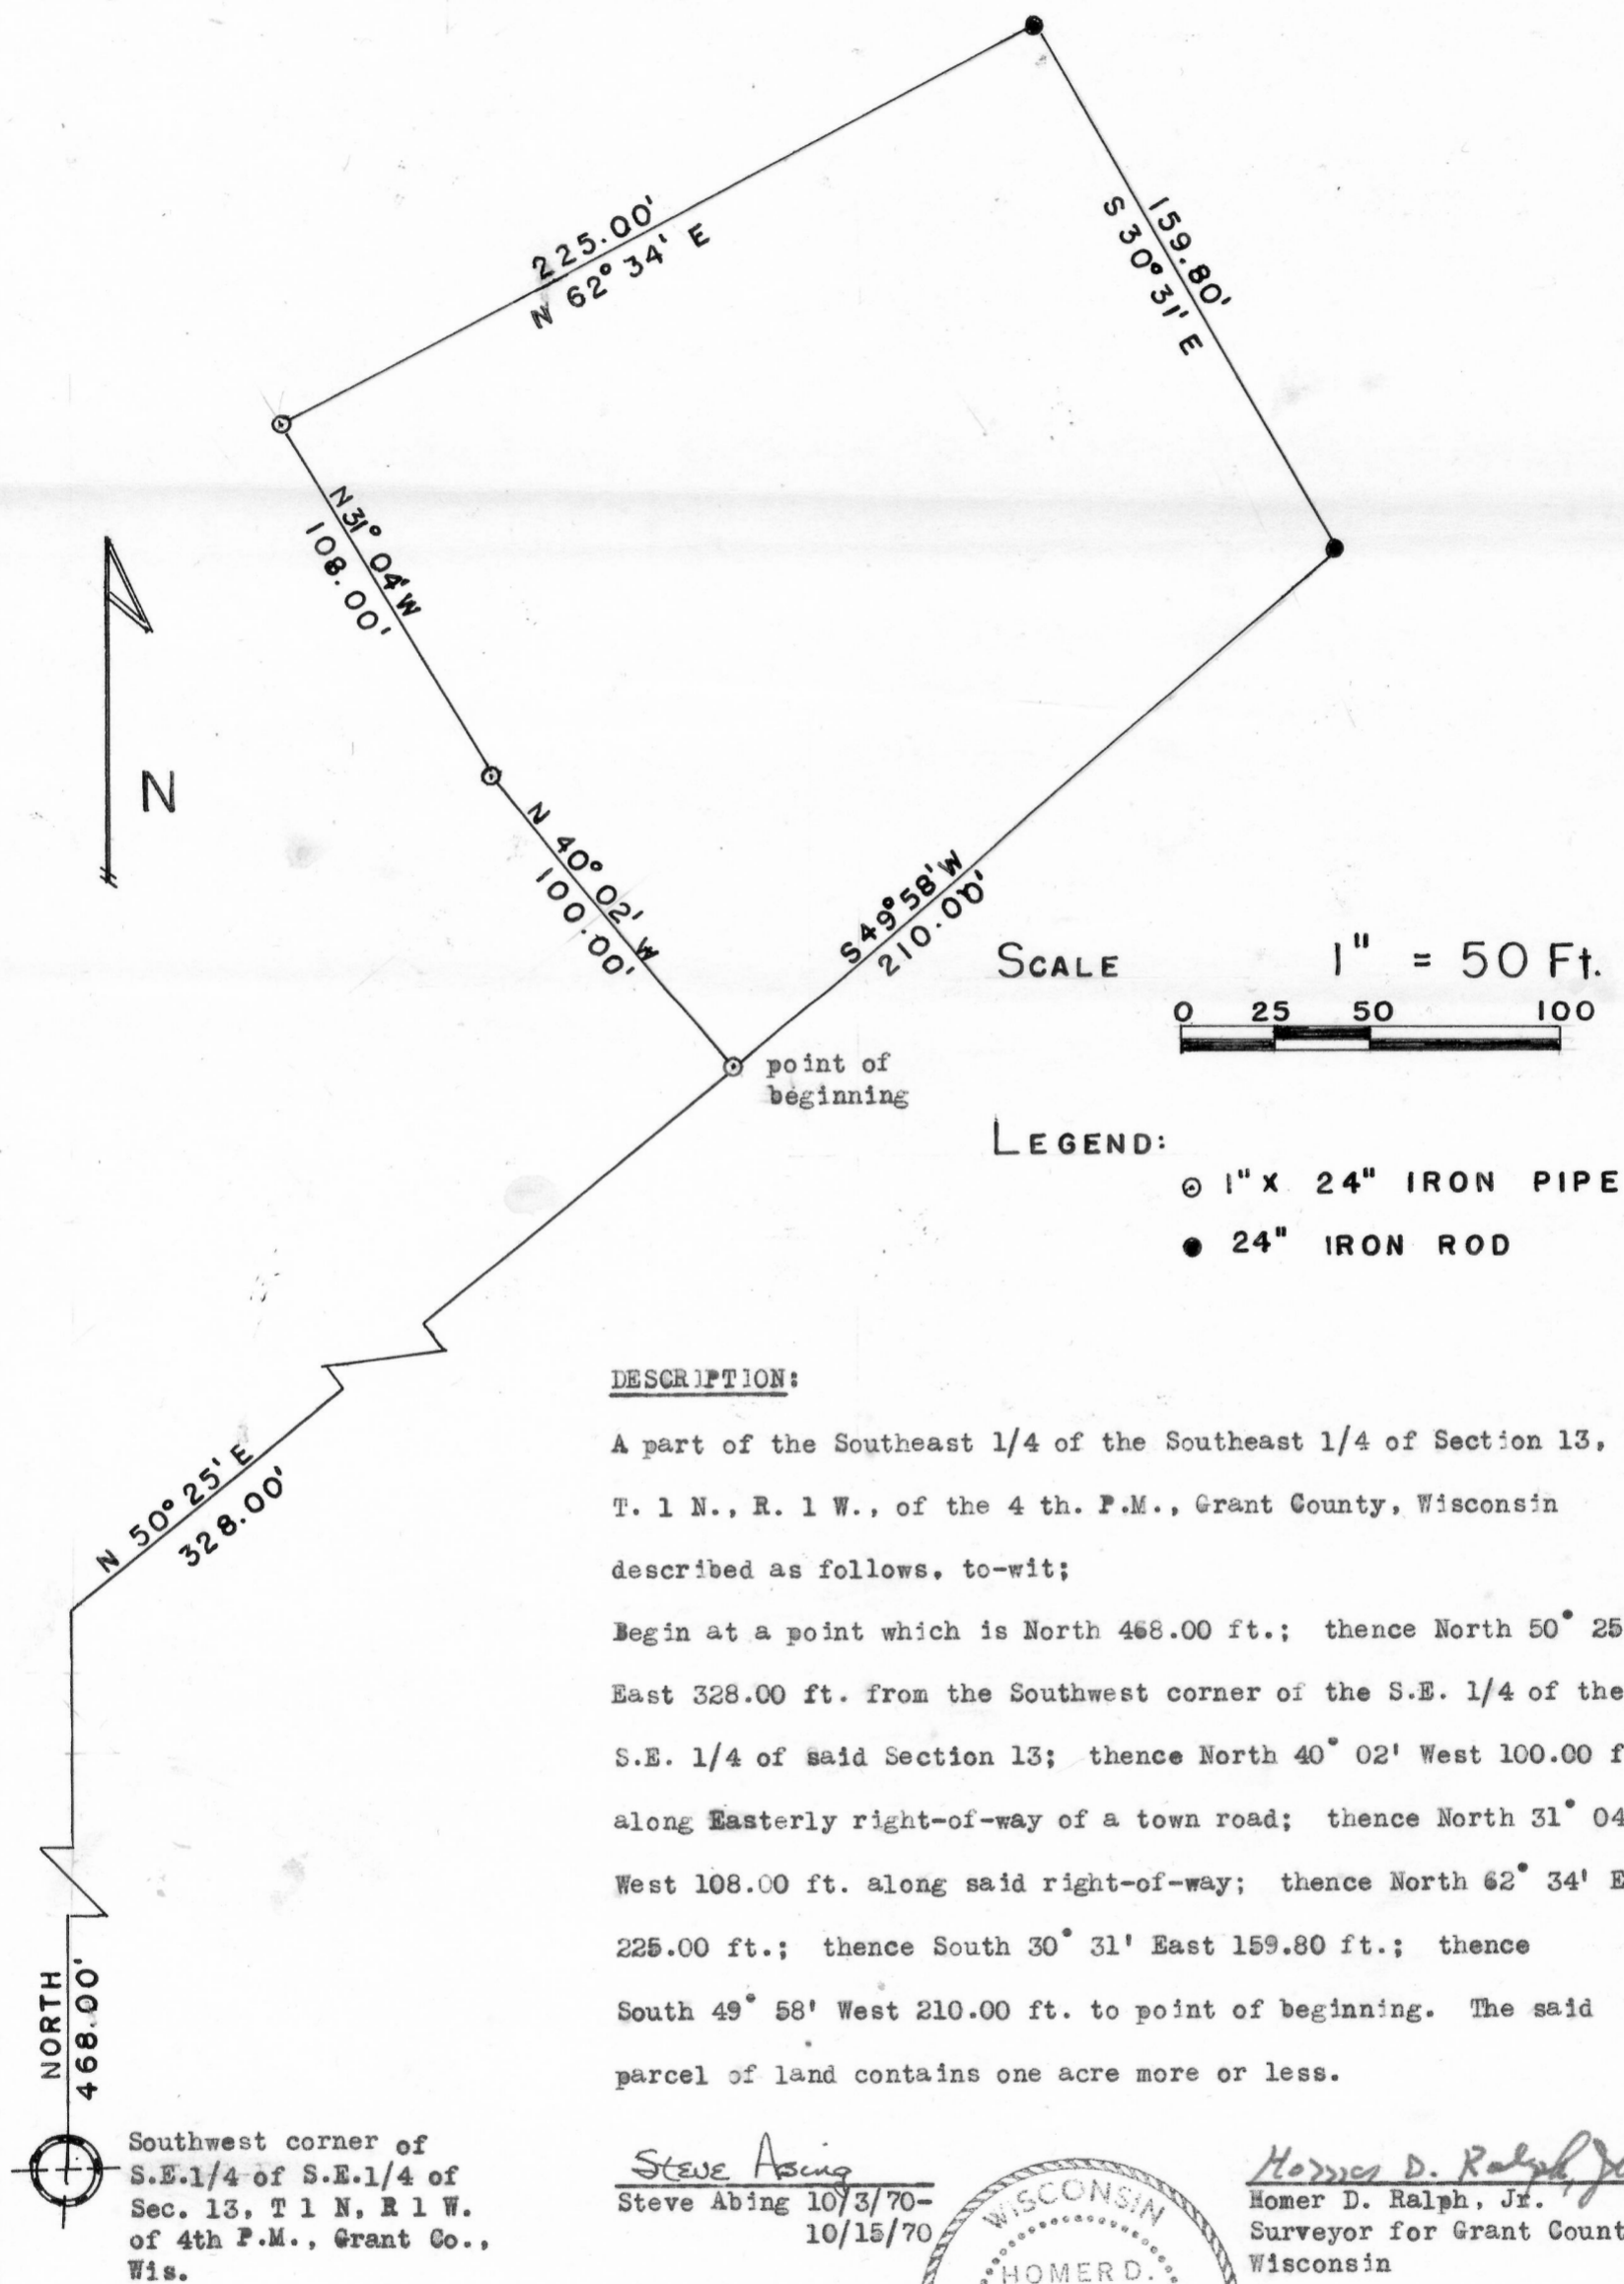 225.00'
N 62° 34' E
159.80'
S 30° 31' E
N 31° 04' W
108.00'
N 40° 02' W
100.00'
S 49° 58' W
210.00'
N
SCALE 1" = 50 Ft.
0 25 50 100
point of
beginning
LEGEND:
1" X 24" IRON PIPE
24" IRON ROD
N 50° 25' E
328.00'
DESCRIPTION:
A part of the Southeast 1/4 of the Southeast 1/4 of Section 13,
T. 1 N., R. 1 W., of the 4 th. P.M., Grant County, Wisconsin
described as follows, to-wit;
Begin at a point which is North 468.00 ft.; thence North 50° 25
East 328.00 ft. from the Southwest corner of the S.E. 1/4 of the
S.E. 1/4 of said Section 13; thence North 40° 02' West 100.00 f
along Easterly right-of-way of a town road; thence North 31° 04
West 108.00 ft. along said right-of-way; thence North 62° 34' E
225.00 ft.; thence South 30° 31' East 159.80 ft.; thence
South 49° 58' West 210.00 ft. to point of beginning. The said
parcel of land contains one acre more or less.
NORTH
468.00'
Southwest corner of
S.E.1/4 of S.E.1/4 of
Sec. 13, T 1 N, R 1 W.
of 4th P.M., Grant Co.,
Wis.
Steve Abing
Steve Abing 10/3/70-
10/15/70
WISCONSIN
HOMER D.
Homer D. Ralph, Jr.
Homer D. Ralph, Jr.
Surveyor for Grant Count
Wisconsin